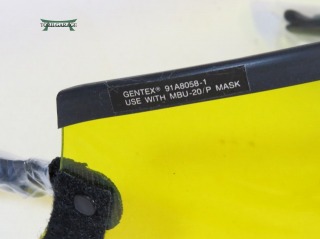 GENTEX® 91A8058-1
USE WITH MBU-20/P MASK